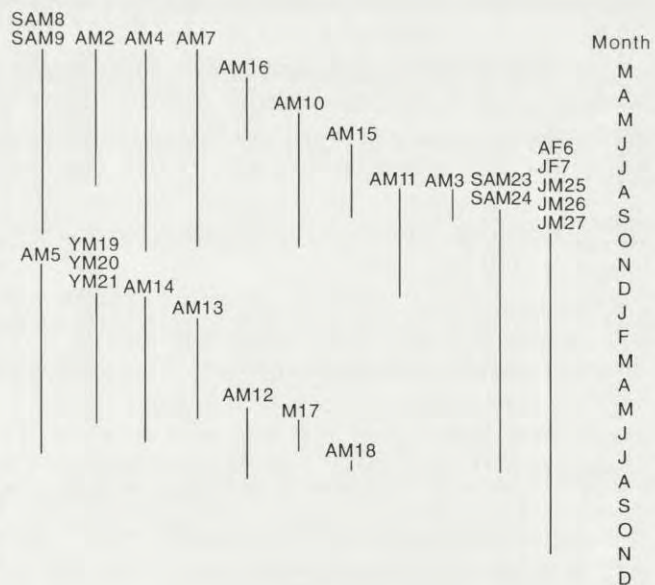 SAM8
SAM9 AM2 AM4 AM7
Month
AM16
M
A
AM10
M
AM15
J
AF6
J
JF7
AM11 AM3 SAM23
JM25
A
SAM24
JM26
S
JM27
O
YM19
AM5
YM20
N
YM21
AM14
D
AM13
J
F
M
A
AM12
M
M17
J
AM18
J
A
S
O
N
D